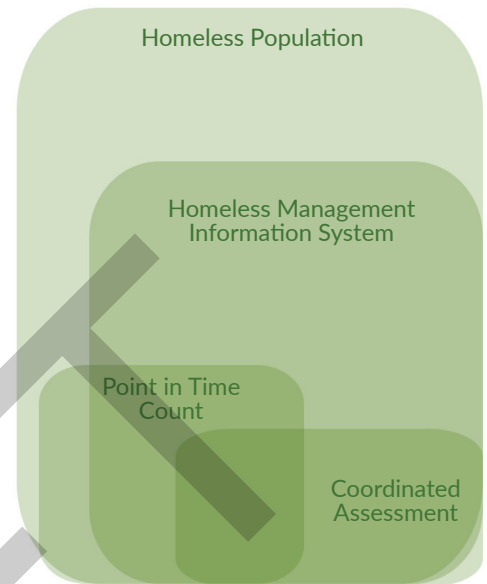 Homeless Population
Homeless Management
Information System
Point in Time
Count
Coordinated
Assessment